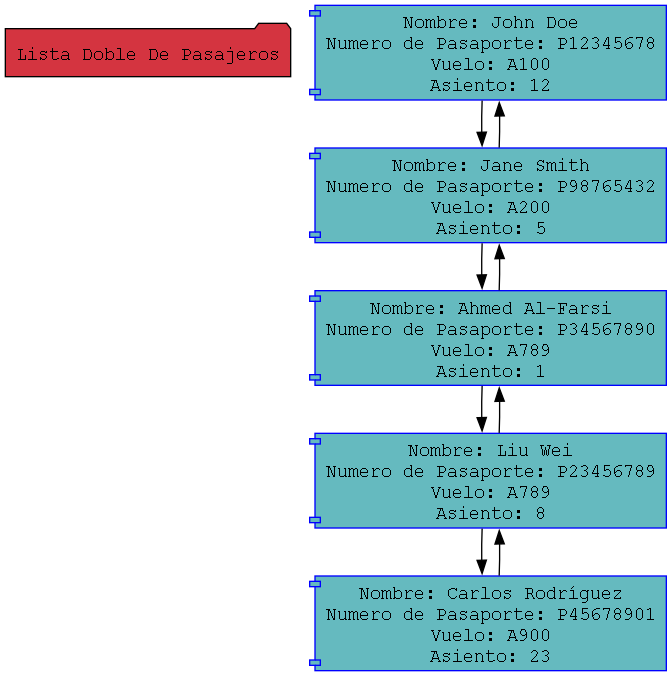 Lista Doble De Pasajeros
Nombre: John Doe
Numero de Pasaporte: P12345678
Vuelo: A100
Asiento: 12
Nombre: Jane Smith
Numero de Pasaporte: P98765432
Vuelo: A200
Asiento: 5
Nombre: Ahmed Al-Farsi
Numero de Pasaporte: P34567890
Vuelo: A789
Asiento: 1
Nombre: Liu Wei
Numero de Pasaporte: P23456789
Vuelo: A789
Asiento: 8
Nombre: Carlos Rodríguez
Numero de Pasaporte: P45678901
Vuelo: A900
Asiento: 23